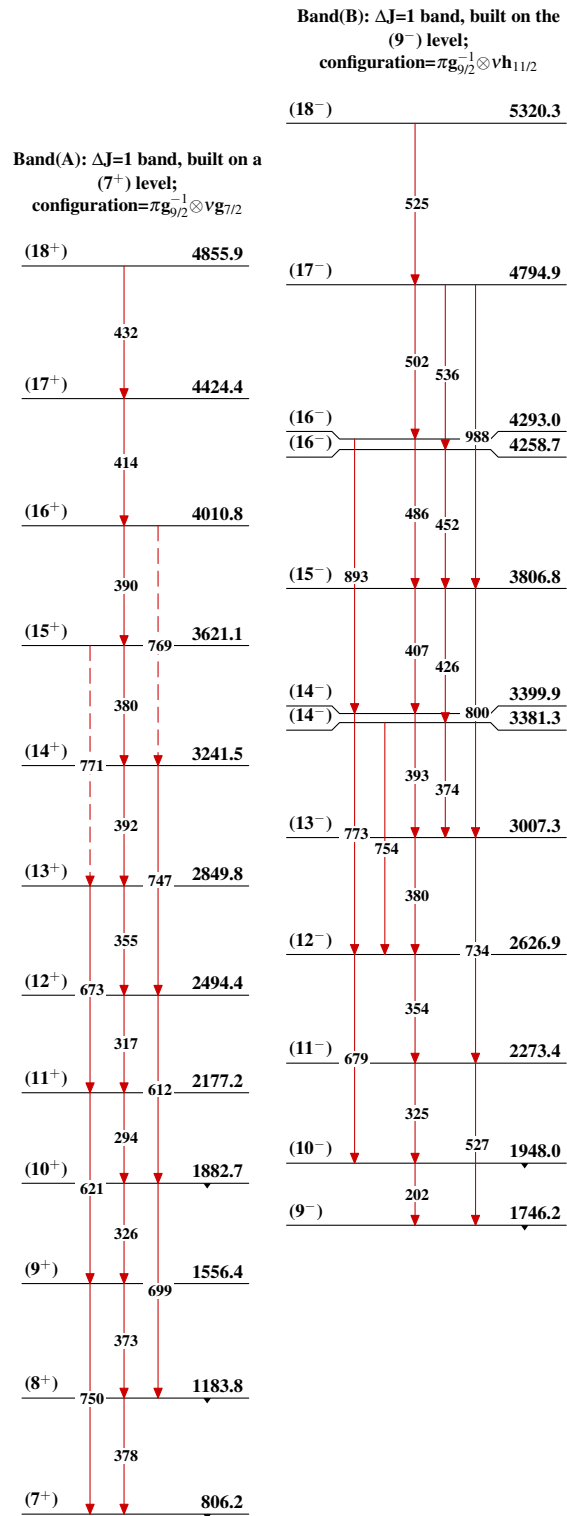 Band(A): ΔJ=1 band, built on a
(7⁺) level;
configuration=πg₉/₂⁻¹⊗νg₇/₂
(18⁺) 4855.9
432
(17⁺) 4424.4
414
(16⁺) 4010.8
390
(15⁺) 769 3621.1
380
(14⁺) 771 3241.5
392
(13⁺) 747 2849.8
355
(12⁺) 673 2494.4
317
(11⁺) 612 2177.2
294
(10⁺) 621 1882.7
326
(9⁺) 699 1556.4
373
(8⁺) 750 1183.8
378
(7⁺) 806.2
Band(B): ΔJ=1 band, built on the
(9⁻) level;
configuration=πg₉/₂⁻¹⊗νh₁₁/₂
(18⁻) 5320.3
525
(17⁻) 4794.9
502 536
(16⁻) 988 4293.0
(16⁻) 4258.7
486 452
(15⁻) 893 3806.8
407 426
(14⁻) 800 3399.9
(14⁻) 3381.3
393 374
(13⁻) 773 754 3007.3
380
(12⁻) 734 2626.9
354
(11⁻) 679 2273.4
325
(10⁻) 527 1948.0
202
(9⁻) 1746.2